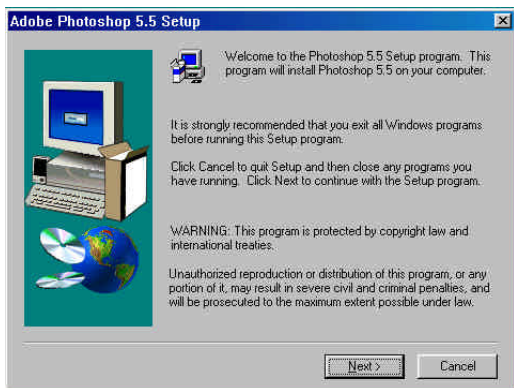 Adobe Photoshop 5.5 Setup
Welcome to the Photoshop 5.5 Setup program. This
program will install Photoshop 5.5 on your computer.
It is strongly recommended that you exit all Windows programs
before running this Setup program.
Click Cancel to quit Setup and then close any programs you
have running. Click Next to continue with the Setup program.
WARNING: This program is protected by copyright law and
international treaties.
Unauthorized reproduction or distribution of this program, or any
portion of it, may result in severe civil and criminal penalties, and
will be prosecuted to the maximum extent possible under law.
Next > Cancel